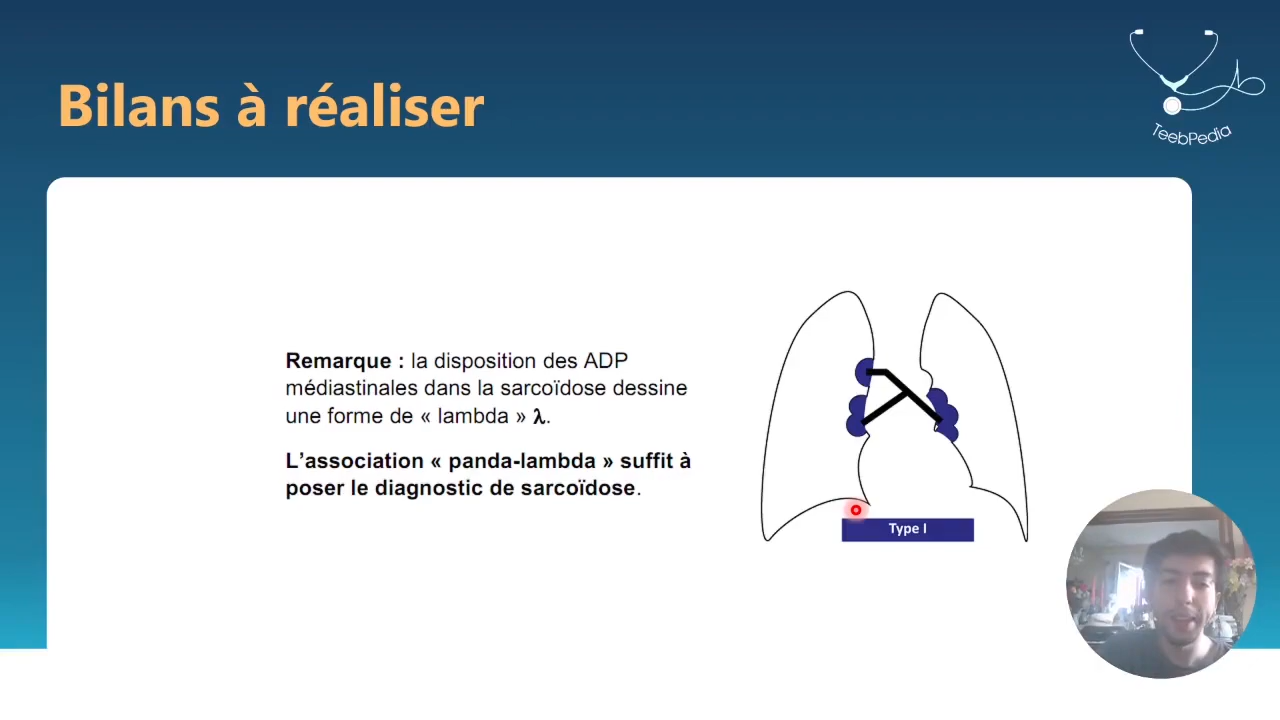 Bilans à réaliser
TeebPedia
Remarque : la disposition des ADP
médiastinales dans la sarcoïdose dessine
une forme de « lambda » λ.
L’association « panda-lambda » suffit à
poser le diagnostic de sarcoïdose.
Type I